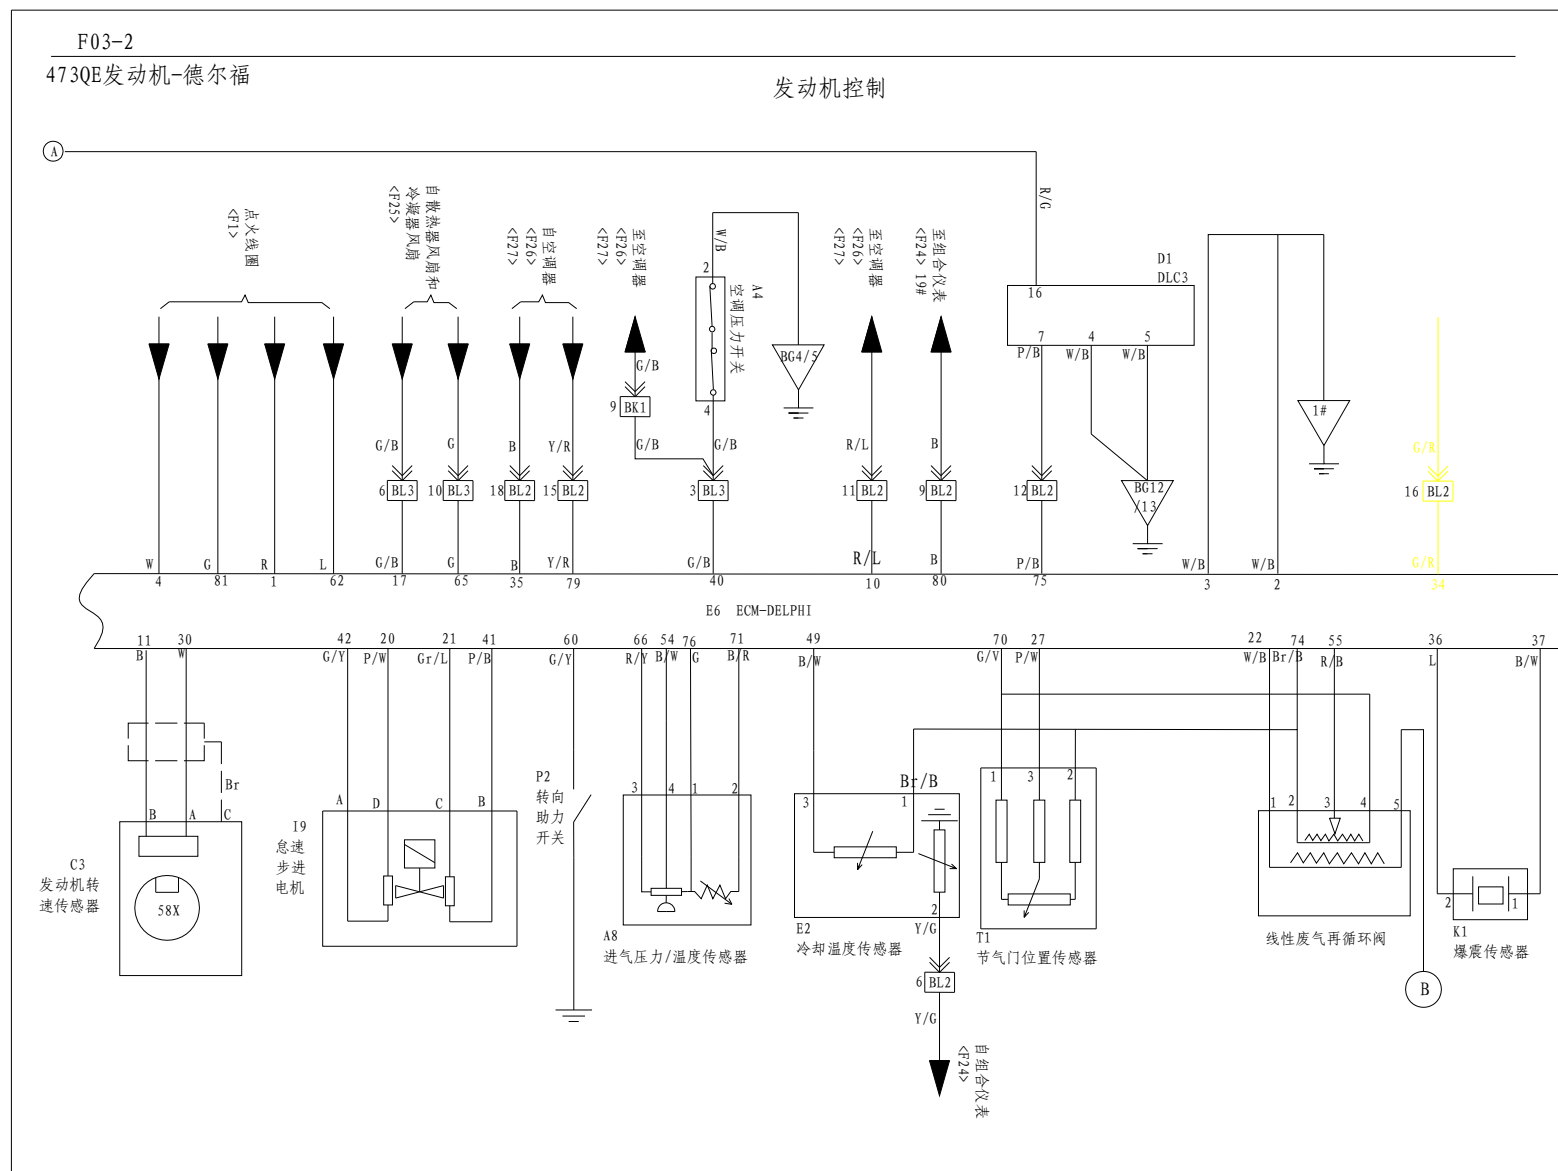 F03-2
473QE发动机-德尔福
发动机控制
A
点火线圈
<F1>
自散热器风扇和
冷凝器风扇
<F25>
自空调器
<F26>
<F27>
至空调器
<F26>
<F27>
W/B
2
A4
空调压力开关
4
BG4/5
至空调器
<F26>
<F27>
至组合仪表
<F24> 19#
R/G
D1
DLC3
16
7 4 5
P/B W/B W/B
1#
G/B
9 BK1
G/B G/B
G/B G B Y/R R/L B G/R
6 BL3 10 BL3 18 BL2 15 BL2 3 BL3 11 BL2 9 BL2 12 BL2 BG12 /13 16 BL2
W G R L G/B G B Y/R G/B R/L B P/B W/B W/B G/R
4 81 1 62 17 65 35 79 40 10 80 75 3 2 34
E6 ECM-DELPHI
11 30 42 20 21 41 60 66 54 76 71 49 70 27 22 74 55 36 37
B W G/Y P/W Gr/L P/B G/Y R/Y B/W G B/R B/W G/V P/W W/B Br/B R/B L B/W
Br
B A C
C3
发动机转
速传感器
58X
A D C B
I9
怠速
步进
电机
P2
转向
助力
开关
3 4 1 2
A8
进气压力/温度传感器
Br/B
3 1
2
E2
冷却温度传感器
Y/G
6 BL2
Y/G
自组合仪表
<F24>
1 3 2
T1
节气门位置传感器
1 2 3 4 5
线性废气再循环阀
B
2 1
K1
爆震传感器